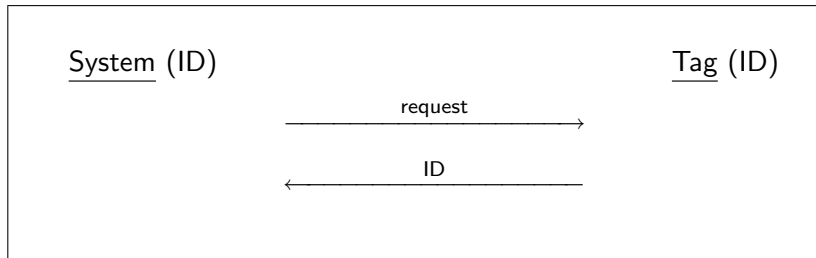 System (ID) Tag (ID)
request
ID